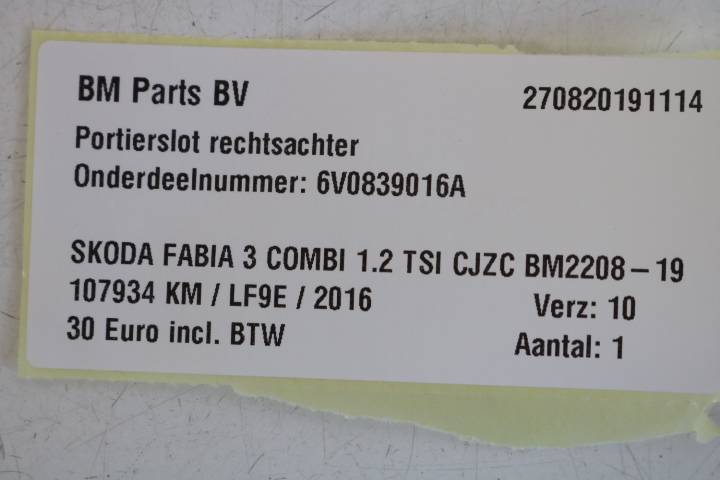 BM Parts BV 270820191114
Portierslot rechtsachter
Onderdeelnummer: 6V0839016A
SKODA FABIA 3 COMBI 1.2 TSI CJZC BM2208-19
107934 KM / LF9E / 2016 Verz: 10
30 Euro incl. BTW Aantal: 1